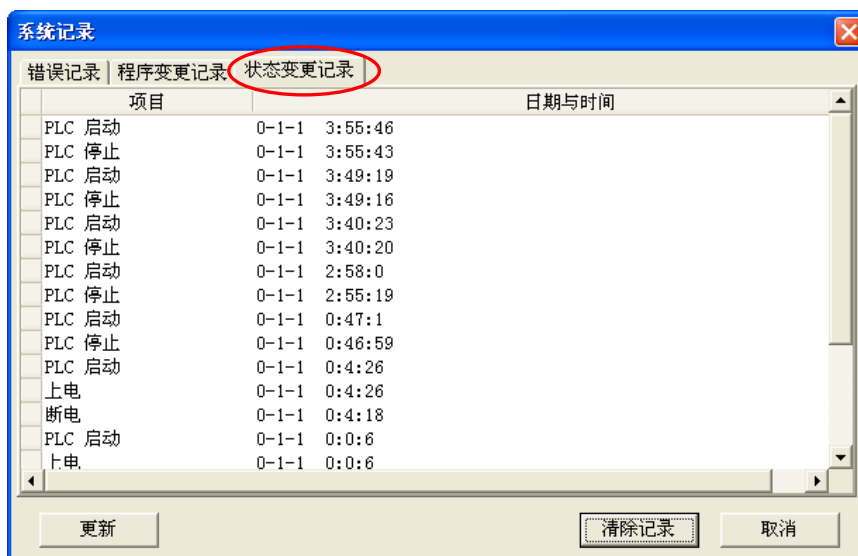 系统记录
错误记录 程序变更记录 状态变更记录
项目 日期与时间
PLC 启动 0-1-1 3:55:46
PLC 停止 0-1-1 3:55:43
PLC 启动 0-1-1 3:49:19
PLC 停止 0-1-1 3:49:16
PLC 启动 0-1-1 3:40:23
PLC 停止 0-1-1 3:40:20
PLC 启动 0-1-1 2:58:0
PLC 停止 0-1-1 2:55:19
PLC 启动 0-1-1 0:47:1
PLC 停止 0-1-1 0:46:59
PLC 启动 0-1-1 0:4:26
上电 0-1-1 0:4:26
断电 0-1-1 0:4:18
PLC 启动 0-1-1 0:0:6
上电 0-1-1 0:0:6
更新 清除记录 取消